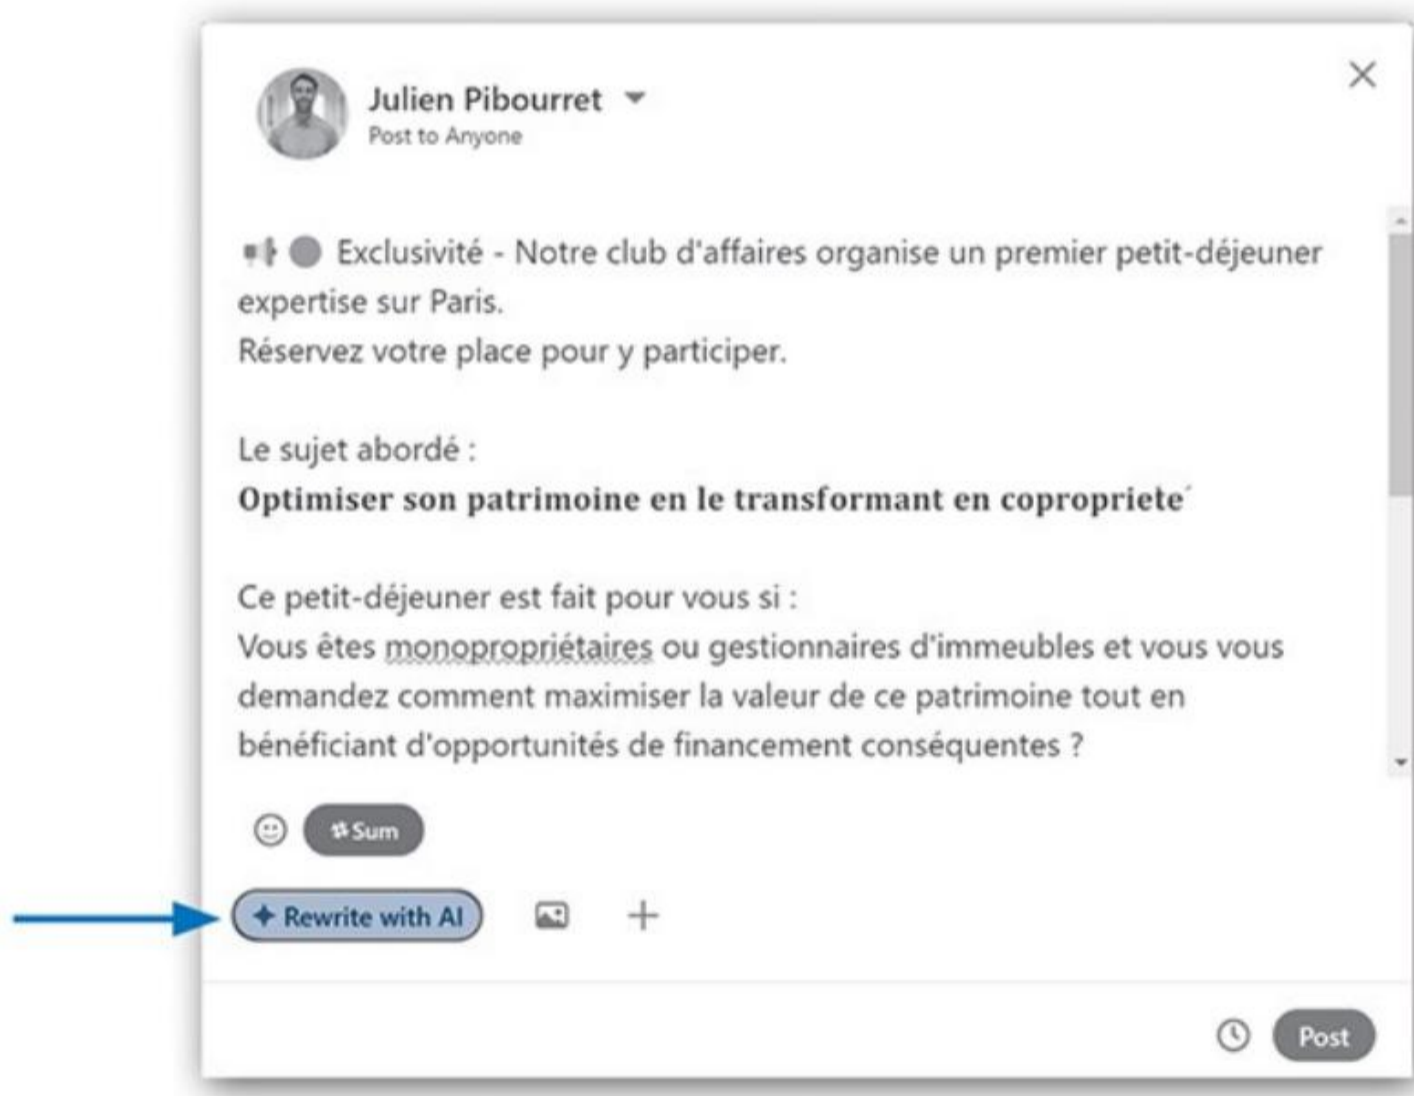 Julien Pibourret
Post to Anyone
Exclusivité - Notre club d'affaires organise un premier petit-déjeuner
expertise sur Paris.
Réservez votre place pour y participer.
Le sujet abordé :
Optimiser son patrimoine en le transformant en copropriete´
Ce petit-déjeuner est fait pour vous si :
Vous êtes monopropriétaires ou gestionnaires d'immeubles et vous vous
demandez comment maximiser la valeur de ce patrimoine tout en
bénéficiant d'opportunités de financement conséquentes ?
#Sum
Rewrite with AI
Post